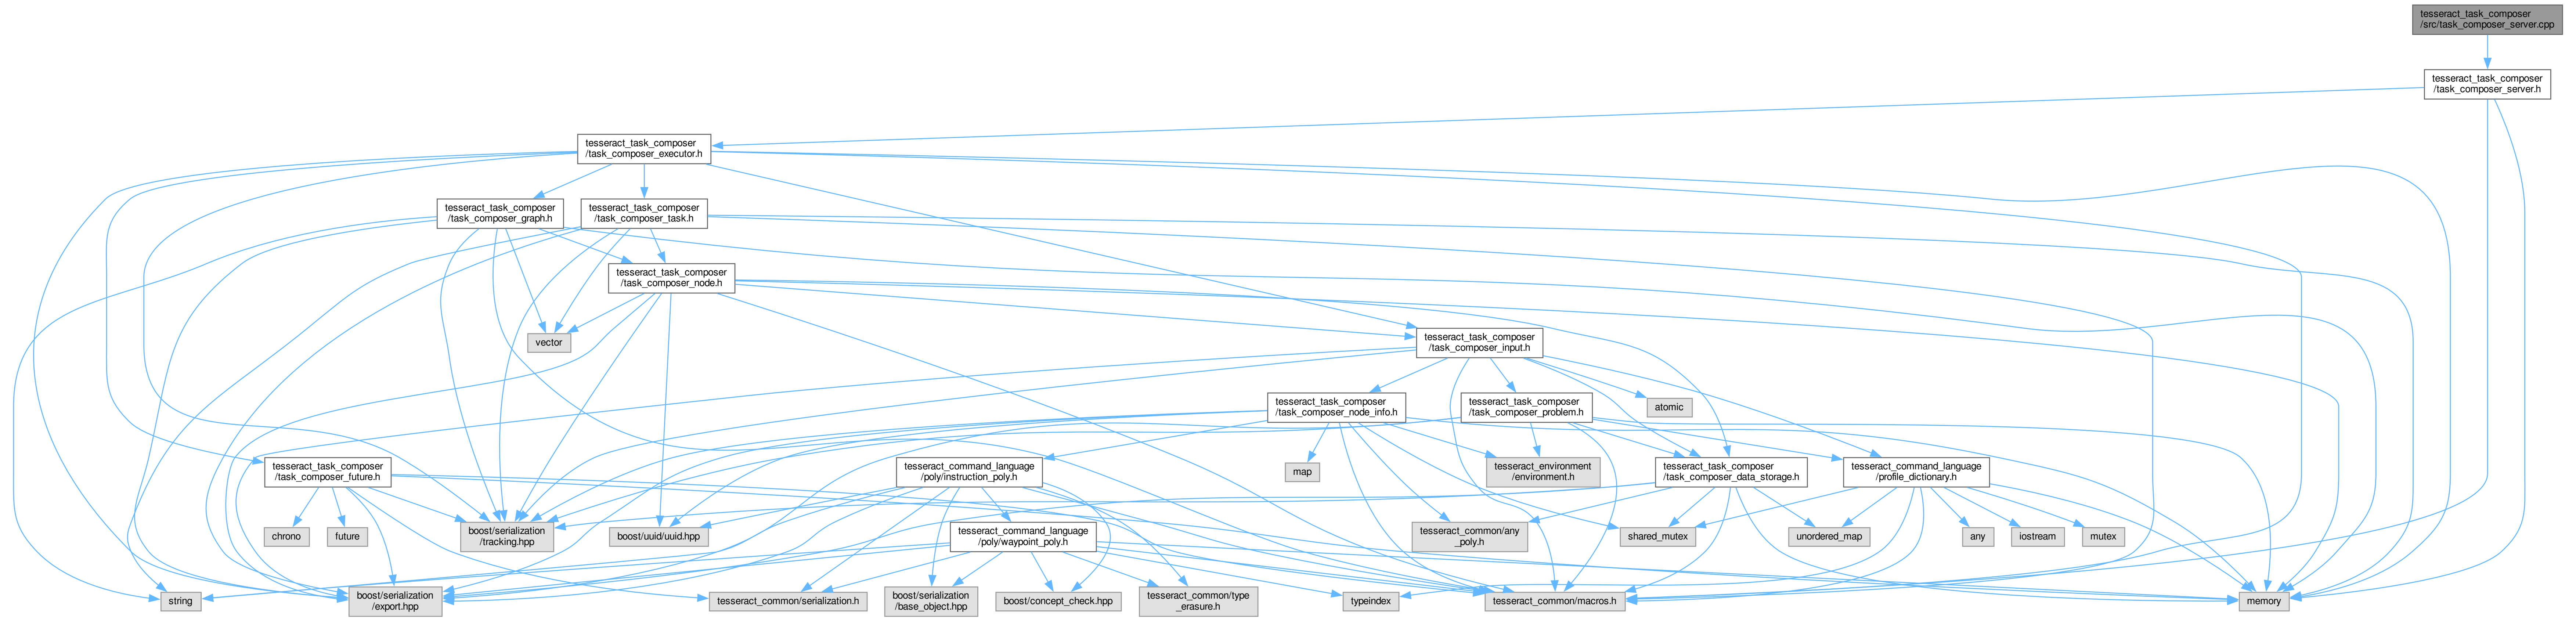 tesseract_task_composer
/src/task_composer_server.cpp
tesseract_task_composer
/task_composer_server.h
tesseract_task_composer
/task_composer_executor.h
tesseract_task_composer
/task_composer_graph.h
tesseract_task_composer
/task_composer_task.h
tesseract_task_composer
/task_composer_node.h
vector
tesseract_task_composer
/task_composer_input.h
tesseract_task_composer
/task_composer_node_info.h
tesseract_task_composer
/task_composer_problem.h
atomic
tesseract_task_composer
/task_composer_future.h
tesseract_command_language
/poly/instruction_poly.h
map
tesseract_environment
/environment.h
tesseract_task_composer
/task_composer_data_storage.h
tesseract_command_language
/profile_dictionary.h
chrono
future
boost/serialization
/tracking.hpp
boost/uuid/uuid.hpp
tesseract_command_language
/poly/waypoint_poly.h
tesseract_common/any
_poly.h
shared_mutex
unordered_map
any
iostream
mutex
string
boost/serialization
/export.hpp
tesseract_common/serialization.h
boost/serialization
/base_object.hpp
boost/concept_check.hpp
tesseract_common/type
_erasure.h
typeindex
tesseract_common/macros.h
memory